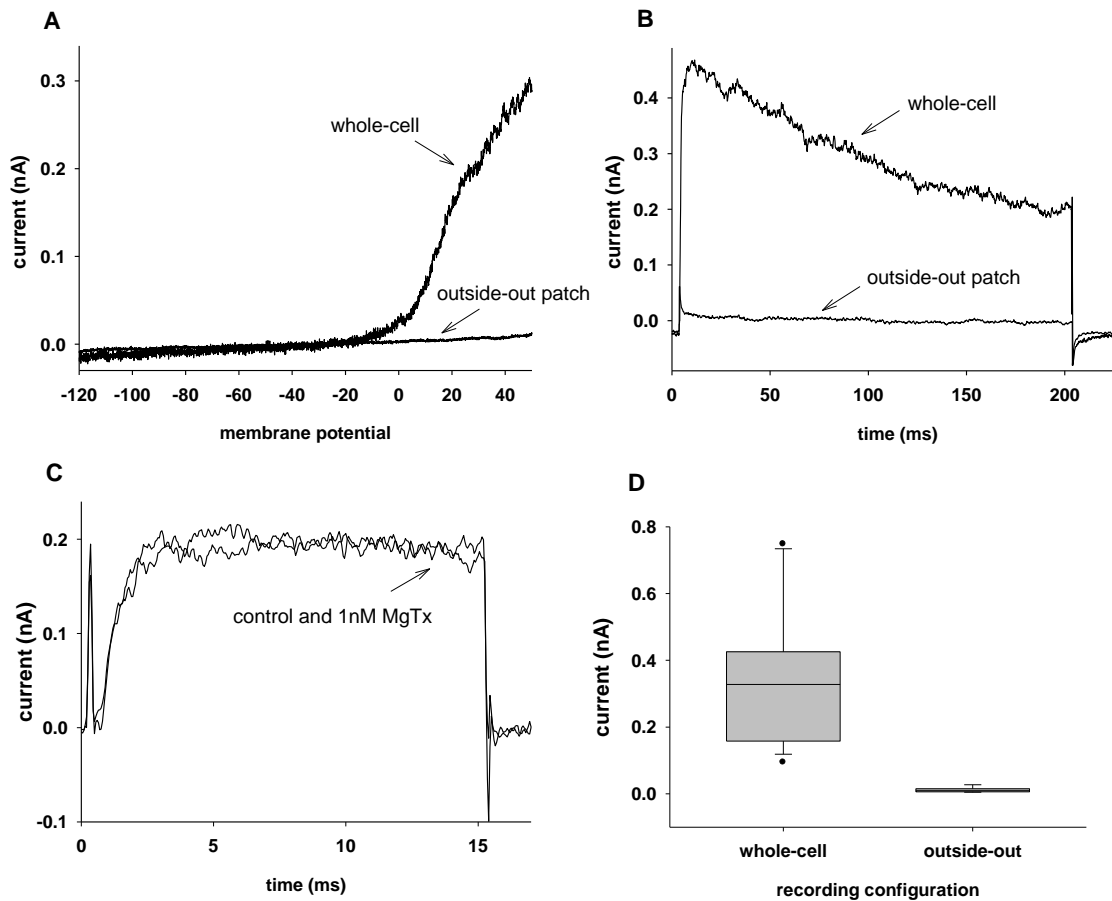 A
current (nA)
0.3
0.2
0.1
0.0
whole-cell
outside-out patch
-120
-100
-80
-60
-40
-20
0
20
40
membrane potential
B
current (nA)
0.4
0.3
0.4
0.1
0.0
whole-cell
outside-out patch
0
50
100
150
200
time (ms)
C
current (nA)
0.2
0.1
0.0
-0.1
control and 1nM MgTx
0
5
10
15
time (ms)
D
current (nA)
0.8
0.6
0.4
0.2
0.0
whole-cell
outside-out
recording configuration